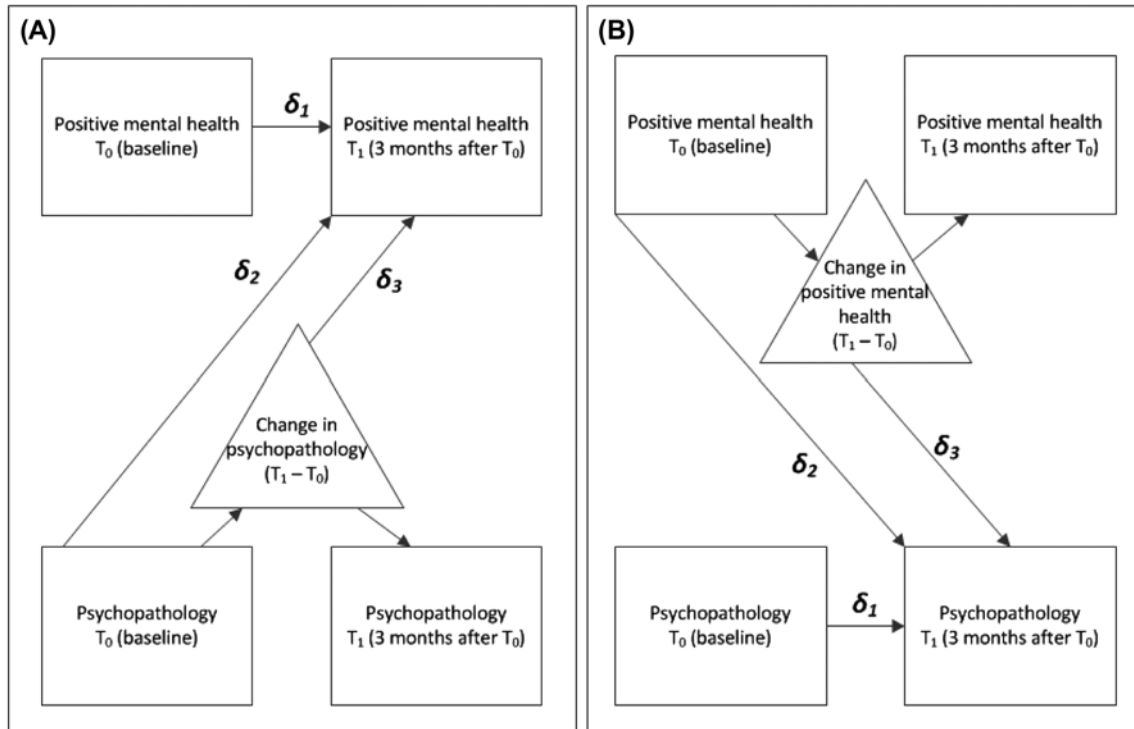 (A)
Positive mental health
T₀ (baseline)
δ₁
Positive mental health
T₁ (3 months after T₀)
δ₂
δ₃
Change in
psychopathology
(T₁ – T₀)
Psychopathology
T₀ (baseline)
Psychopathology
T₁ (3 months after T₀)
(B)
Positive mental health
T₀ (baseline)
Positive mental health
T₁ (3 months after T₀)
Change in
positive mental
health
(T₁ – T₀)
δ₂
δ₃
Psychopathology
T₀ (baseline)
δ₁
Psychopathology
T₁ (3 months after T₀)